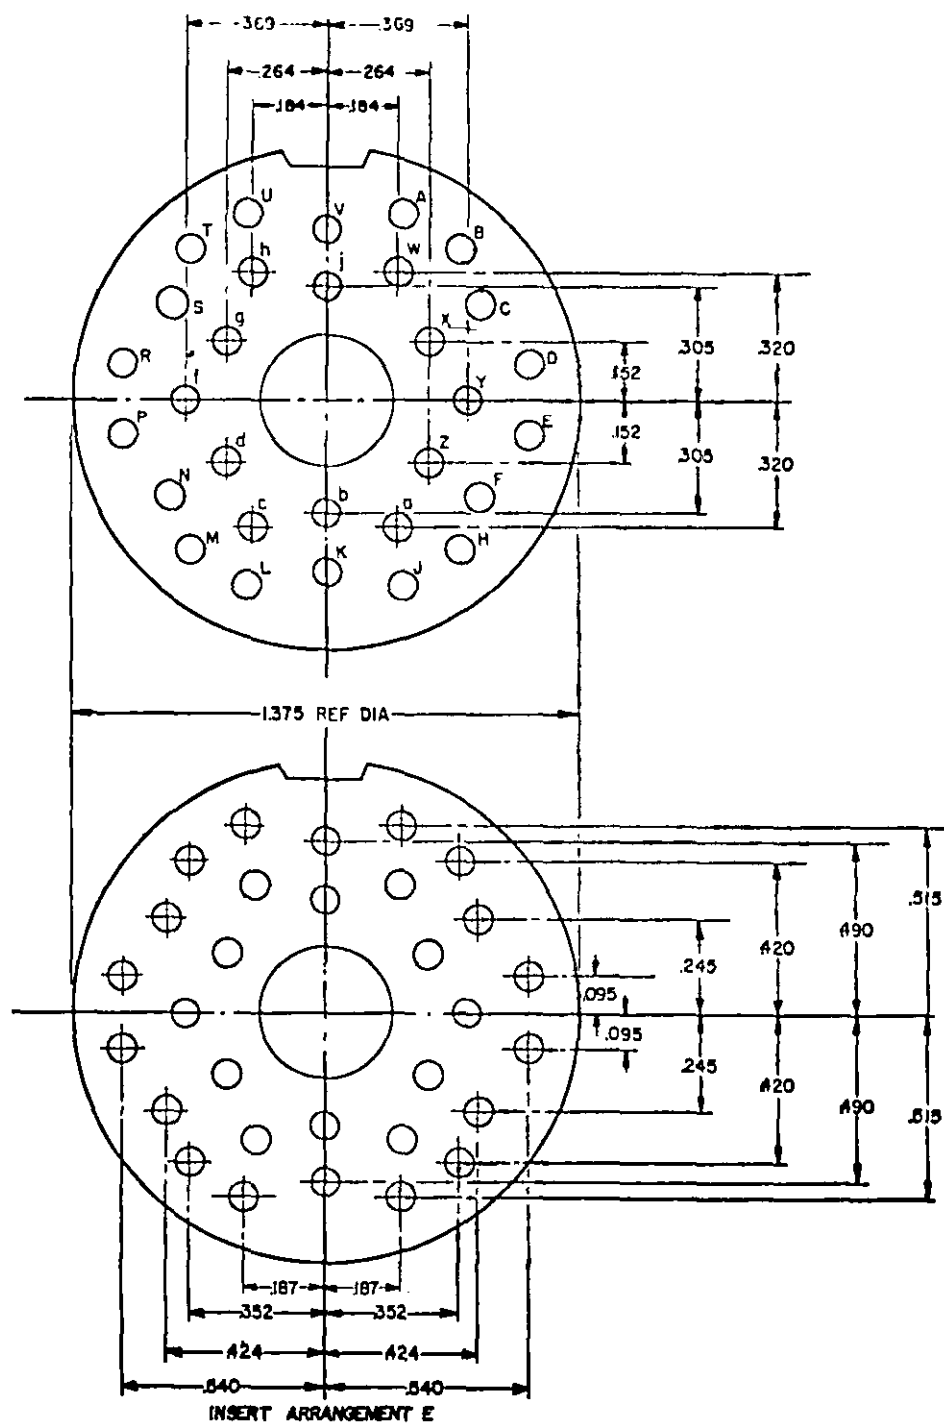 .369 .369
.264 .264
.184 .184
U V A
T h j W B
S C
g X
R D
f Y
P E
d Z
N b F
c a
M K H
L J
.305 .320
.152
.152
.305 .320
1.375 REF DIA
.515
.490
.420
.245
.095
.095
.245
.420
.490
.515
.187 .187
.352 .352
.424 .424
.640 .640
INSERT ARRANGEMENT E